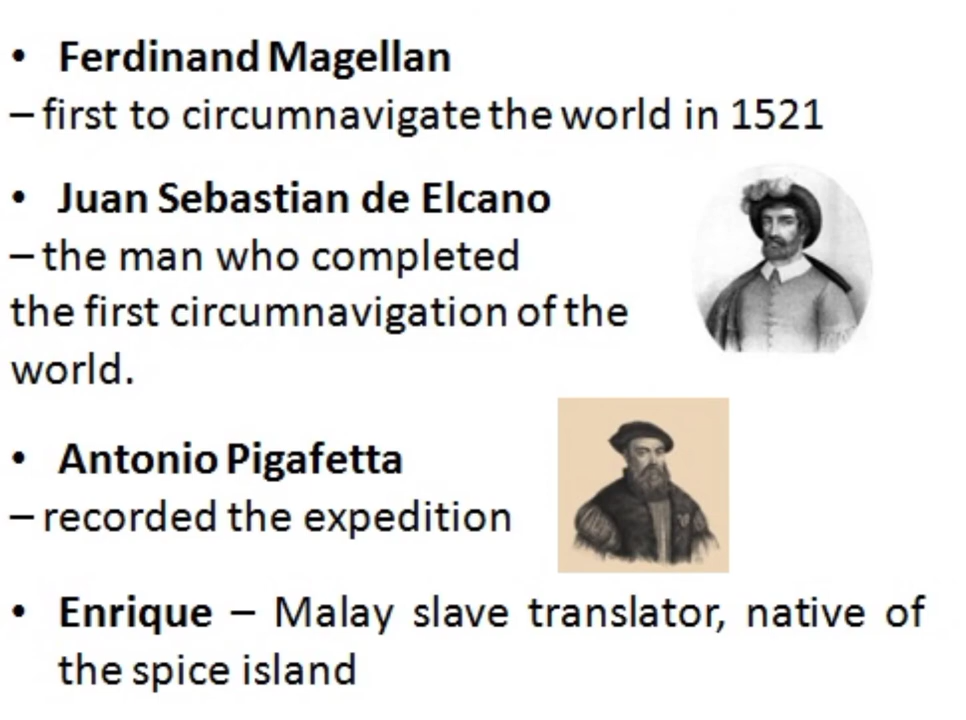 • Ferdinand Magellan
– first to circumnavigate the world in 1521
• Juan Sebastian de Elcano
– the man who completed
the first circumnavigation of the
world.
• Antonio Pigafetta
– recorded the expedition
• Enrique – Malay slave translator, native of
the spice island